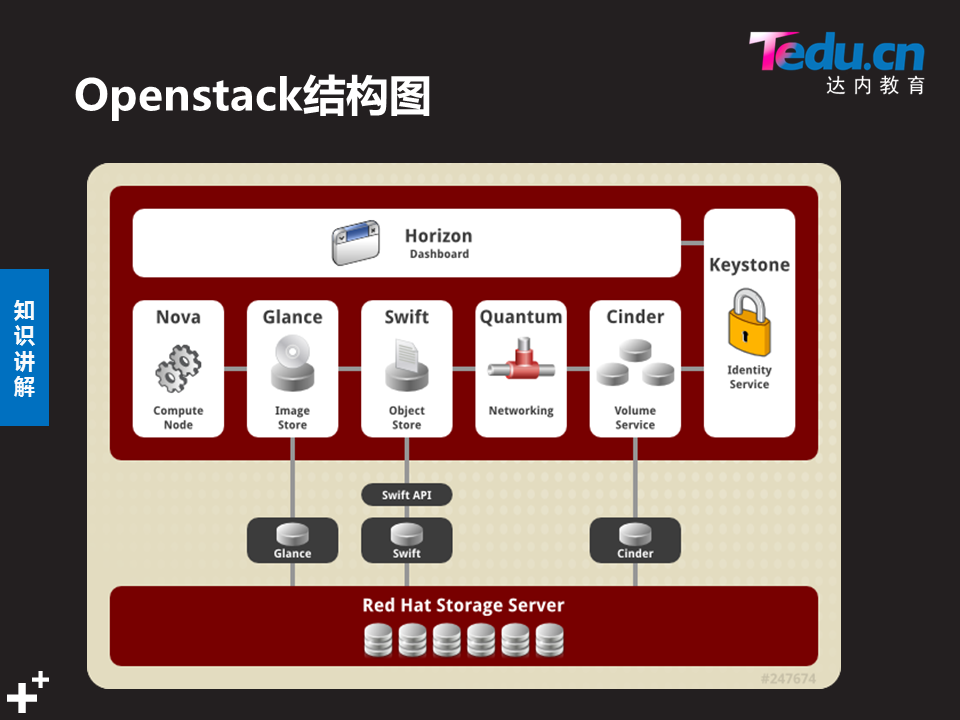 Tedu.cn
达内教育
Openstack结构图
知识讲解
Horizon
Dashboard
Keystone
Identity
Service
Nova
Compute
Node
Glance
Image
Store
Swift
Object
Store
Quantum
Networking
Cinder
Volume
Service
Swift API
Glance
Swift
Cinder
Red Hat Storage Server
#247674